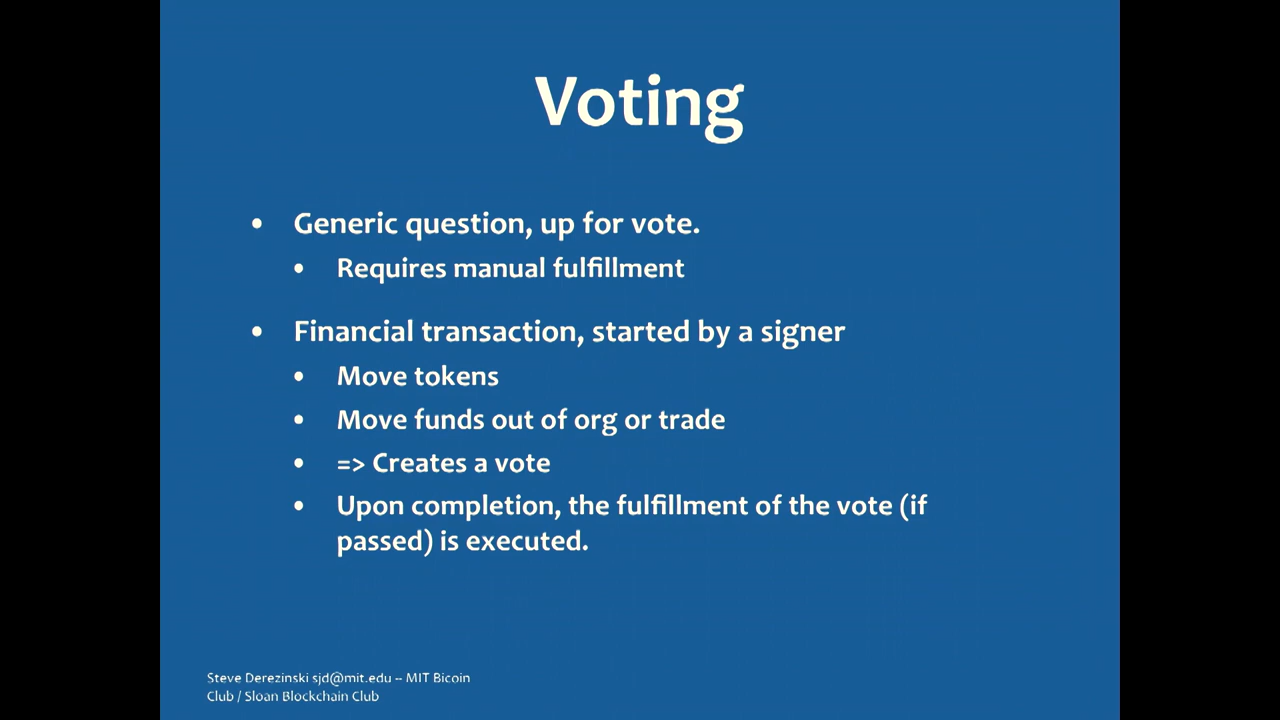 Voting
• Generic question, up for vote.
• Requires manual fulfillment
• Financial transaction, started by a signer
• Move tokens
• Move funds out of org or trade
• => Creates a vote
• Upon completion, the fulfillment of the vote (if
passed) is executed.
Steve Derezinski sjd@mit.edu -- MIT Bicoin
Club / Sloan Blockchain Club